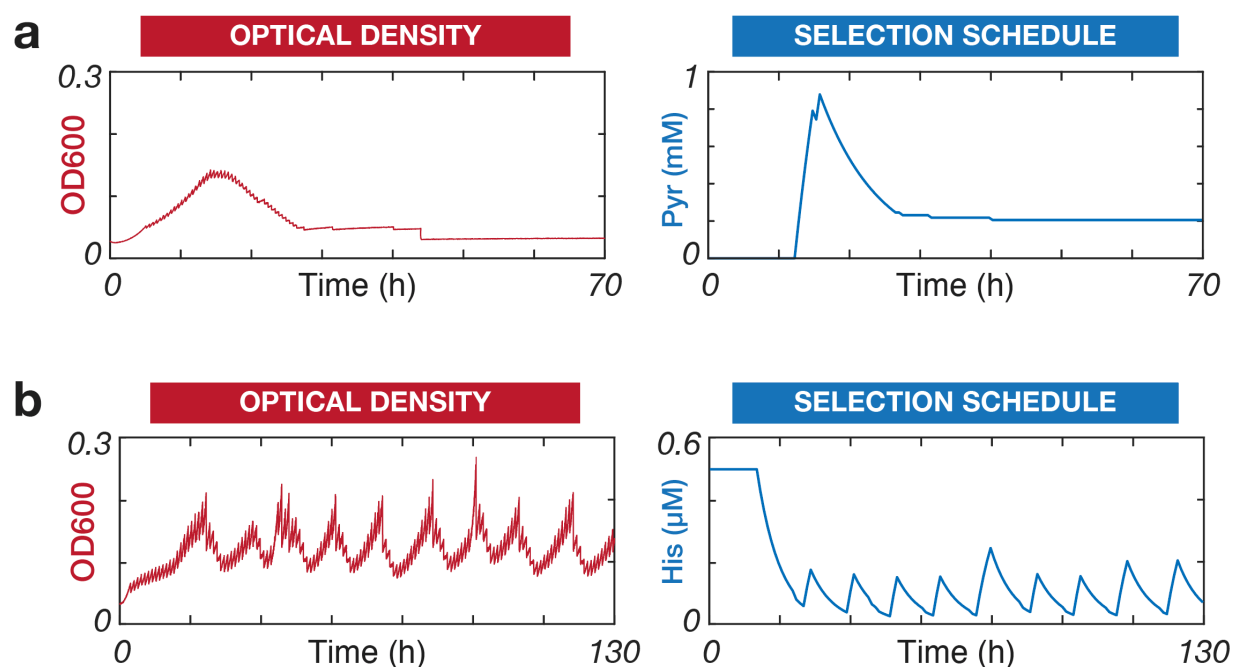 a
OPTICAL DENSITY
SELECTION SCHEDULE
0.3
OD600
0
0
Time (h)
70
1
Pyr (mM)
0
0
Time (h)
70
b
OPTICAL DENSITY
SELECTION SCHEDULE
0.3
OD600
0
0
Time (h)
130
0.6
His (µM)
0
0
Time (h)
130